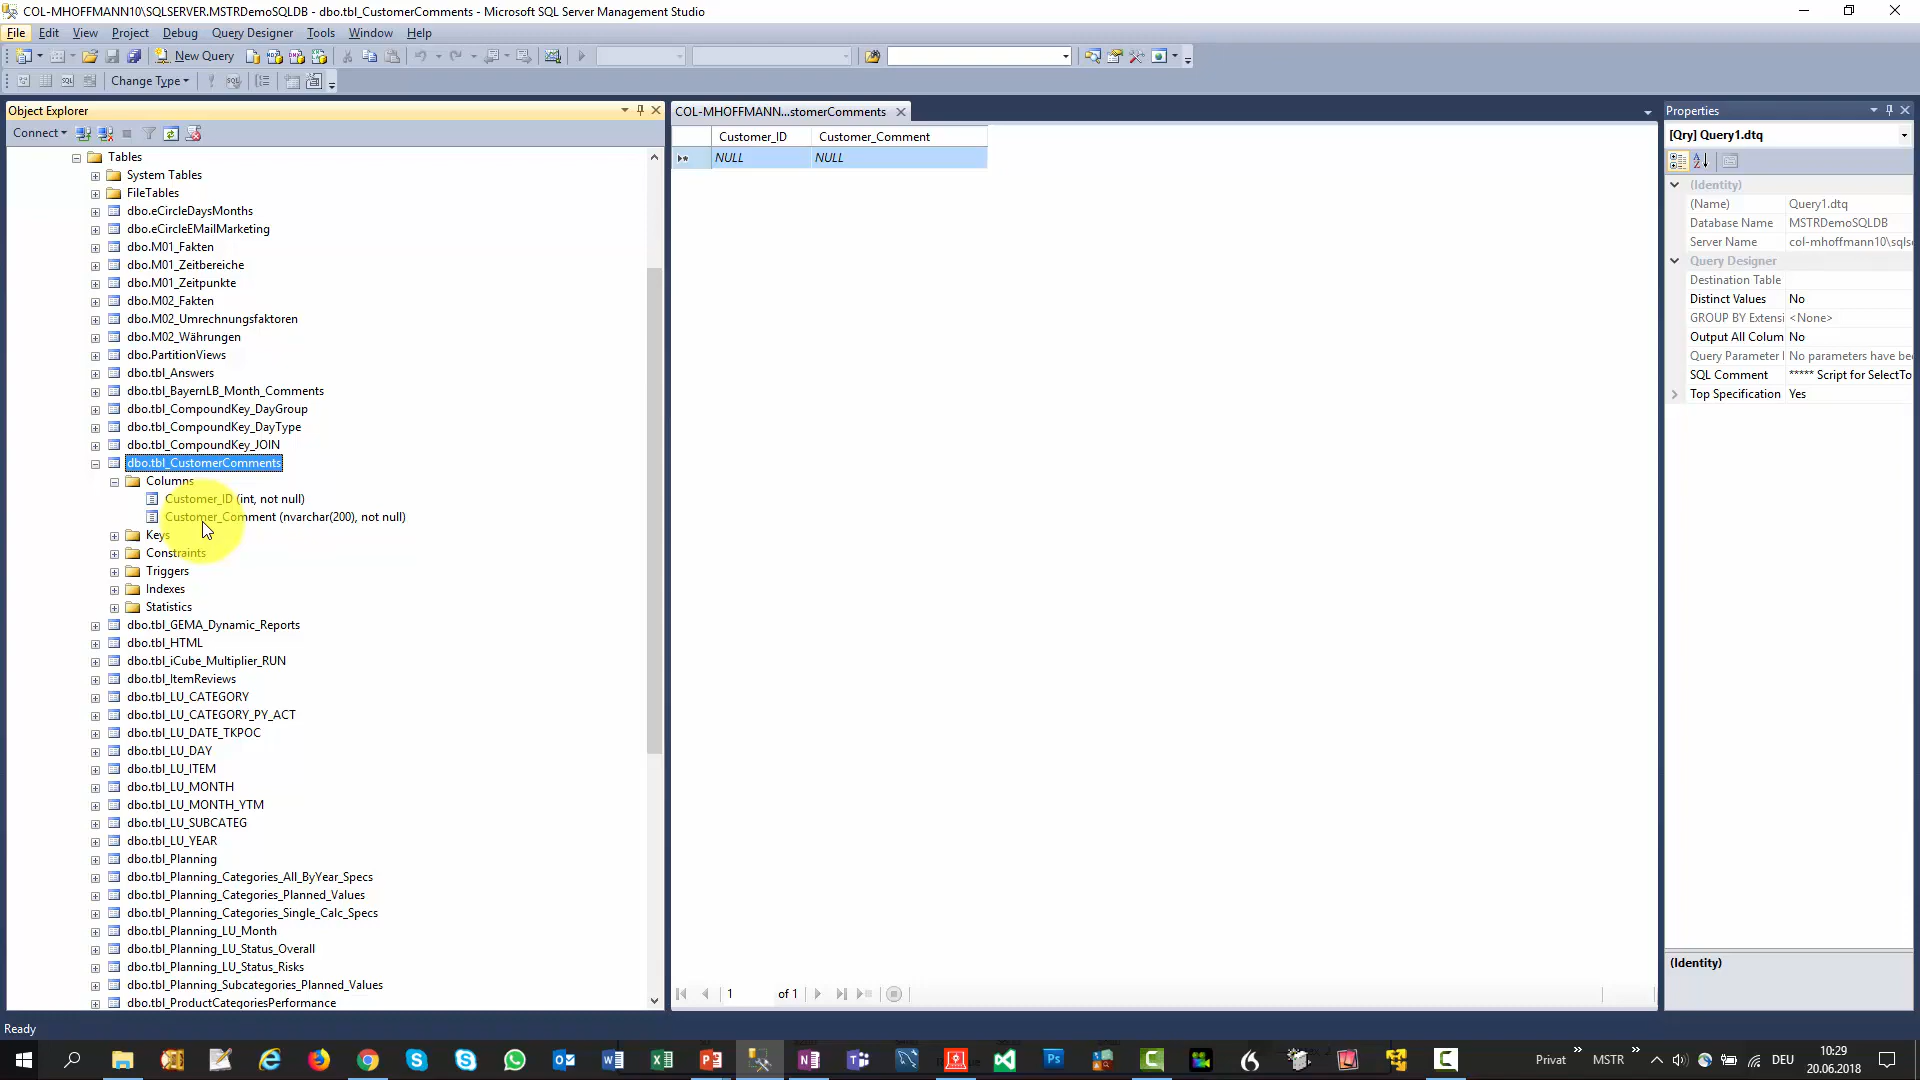 COL-MHOFFMANN10\SQLSERVER.MSTRDemoSQLDB - dbo.tbl_CustomerComments - Microsoft SQL Server Management Studio
File Edit View Project Debug Query Designer Tools Window Help
New Query
Change Type
Object Explorer
Connect
Tables
System Tables
FileTables
dbo.eCircleDaysMonths
dbo.eCircleEMailMarketing
dbo.M01_Fakten
dbo.M01_Zeitbereiche
dbo.M01_Zeitpunkte
dbo.M02_Fakten
dbo.M02_Umrechnungsfaktoren
dbo.M02_Währungen
dbo.PartitionViews
dbo.tbl_Answers
dbo.tbl_BayernLB_Month_Comments
dbo.tbl_CompoundKey_DayGroup
dbo.tbl_CompoundKey_DayType
dbo.tbl_CompoundKey_JOIN
dbo.tbl_CustomerComments
Columns
Customer_ID (int, not null)
Customer_Comment (nvarchar(200), not null)
Keys
Constraints
Triggers
Indexes
Statistics
dbo.tbl_GEMA_Dynamic_Reports
dbo.tbl_HTML
dbo.tbl_iCube_Multiplier_RUN
dbo.tbl_ItemReviews
dbo.tbl_LU_CATEGORY
dbo.tbl_LU_CATEGORY_PY_ACT
dbo.tbl_LU_DATE_TKPOC
dbo.tbl_LU_DAY
dbo.tbl_LU_ITEM
dbo.tbl_LU_MONTH
dbo.tbl_LU_MONTH_YTM
dbo.tbl_LU_SUBCATEG
dbo.tbl_LU_YEAR
dbo.tbl_Planning
dbo.tbl_Planning_Categories_All_ByYear_Specs
dbo.tbl_Planning_Categories_Planned_Values
dbo.tbl_Planning_Categories_Single_Calc_Specs
dbo.tbl_Planning_LU_Month
dbo.tbl_Planning_LU_Status_Overall
dbo.tbl_Planning_LU_Status_Risks
dbo.tbl_Planning_Subcategories_Planned_Values
dbo.tbl_ProductCategoriesPerformance
COL-MHOFFMANN...stomerComments
Customer_ID Customer_Comment
NULL NULL
1 of 1
Properties
[Qry] Query1.dtq
(Identity)
(Name) Query1.dtq
Database Name MSTRDemoSQLDB
Server Name col-mhoffmann10\sqlse
Query Designer
Destination Table
Distinct Values No
GROUP BY Extensi <None>
Output All Colum No
Query Parameter No parameters have bee
SQL Comment ***** Script for SelectTo
Top Specification Yes
(Identity)
Ready
Privat MSTR DEU
10:29
20.06.2018